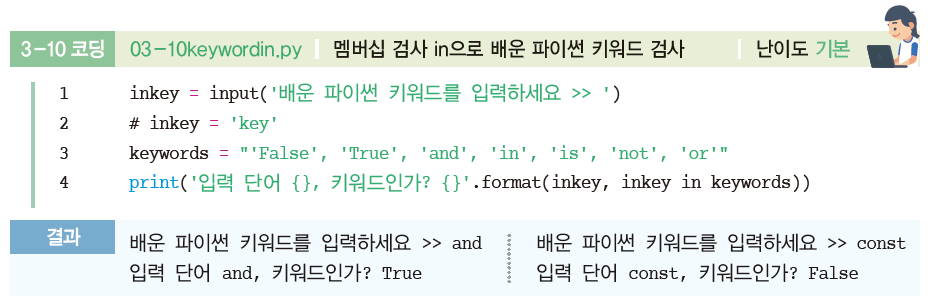 3-10 코딩 03-10keywordin.py 멤버십 검사 in으로 배운 파이썬 키워드 검사 난이도 기본
1 inkey = input('배운 파이썬 키워드를 입력하세요 >> ')
2 # inkey = 'key'
3 keywords = "'False', 'True', 'and', 'in', 'is', 'not', 'or'"
4 print('입력 단어 {}, 키워드인가? {}'.format(inkey, inkey in keywords))
결과
배운 파이썬 키워드를 입력하세요 >> and
입력 단어 and, 키워드인가? True
배운 파이썬 키워드를 입력하세요 >> const
입력 단어 const, 키워드인가? False